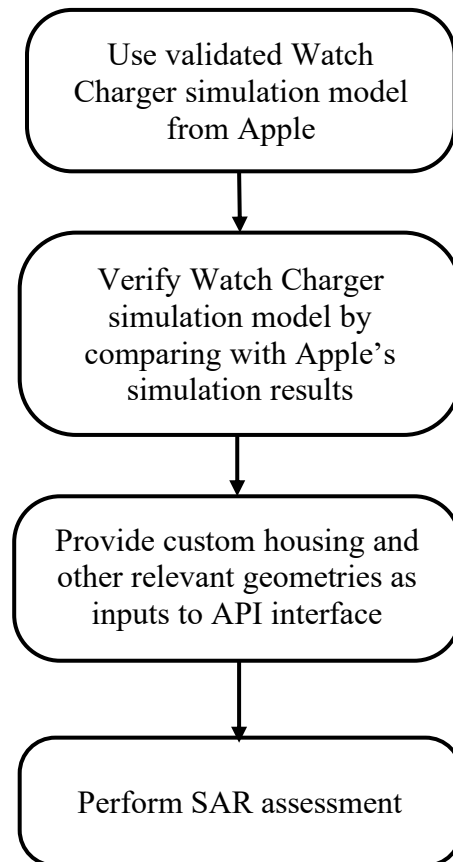 Use validated Watch
Charger simulation model
from Apple
Verify Watch Charger
simulation model by
comparing with Apple’s
simulation results
Provide custom housing and
other relevant geometries as
inputs to API interface
Perform SAR assessment